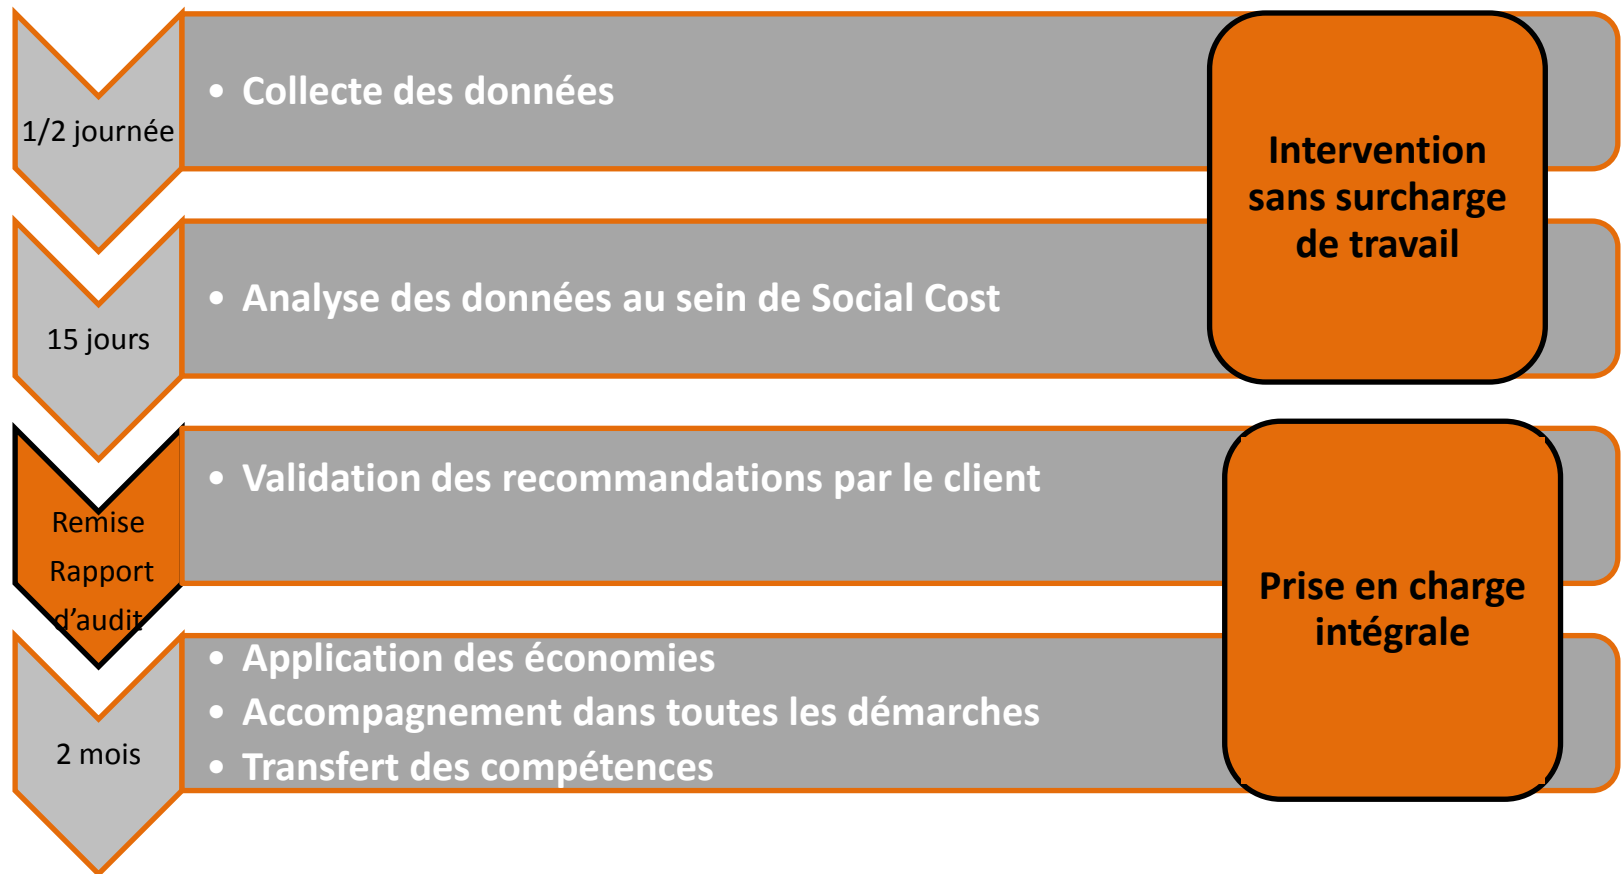 1/2 journée
• Collecte des données
Intervention
sans surcharge
de travail
15 jours
• Analyse des données au sein de Social Cost
Remise
Rapport
d’audit
• Validation des recommandations par le client
Prise en charge
intégrale
2 mois
• Application des économies
• Accompagnement dans toutes les démarches
• Transfert des compétences